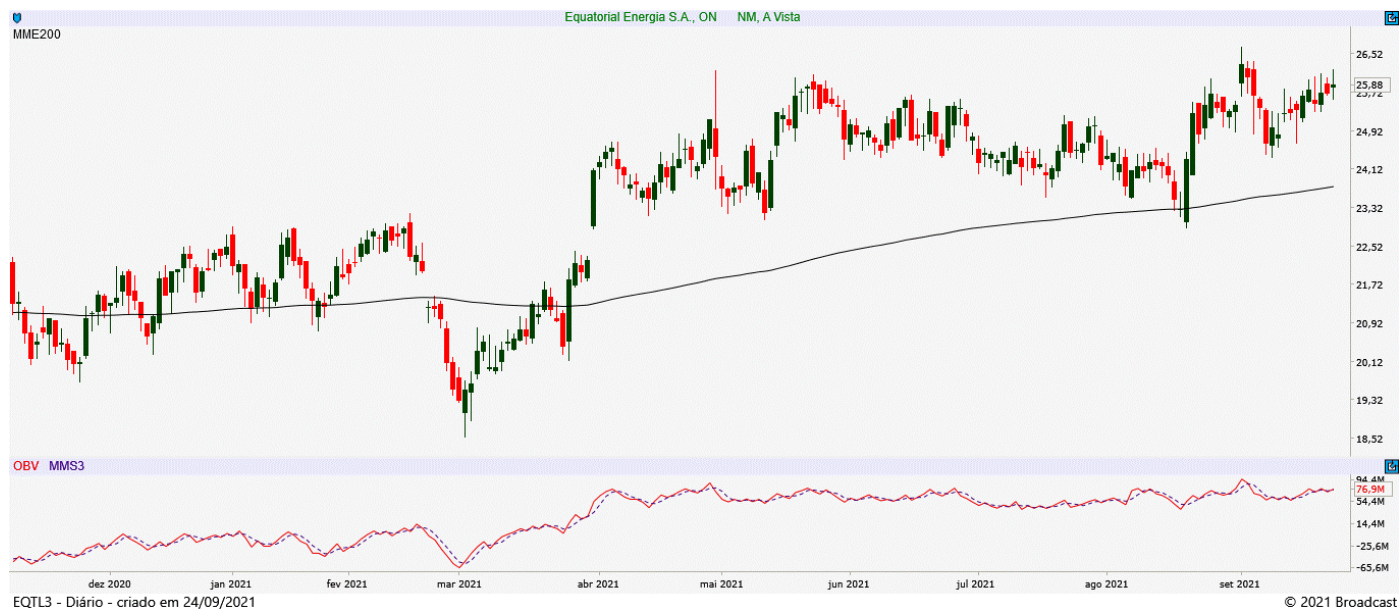 Equatorial Energia S.A., ON NM, A Vista
MME200
26,52
25,88
25,72
24,92
24,12
23,32
22,52
21,72
20,92
20,12
19,32
18,52
OBV MMS3
94,4M
76,9M
54,4M
14,4M
-25,6M
-65,6M
dez 2020 jan 2021 fev 2021 mar 2021 abr 2021 mai 2021 jun 2021 jul 2021 ago 2021 set 2021
EQTL3 - Diário - criado em 24/09/2021 © 2021 Broadcast